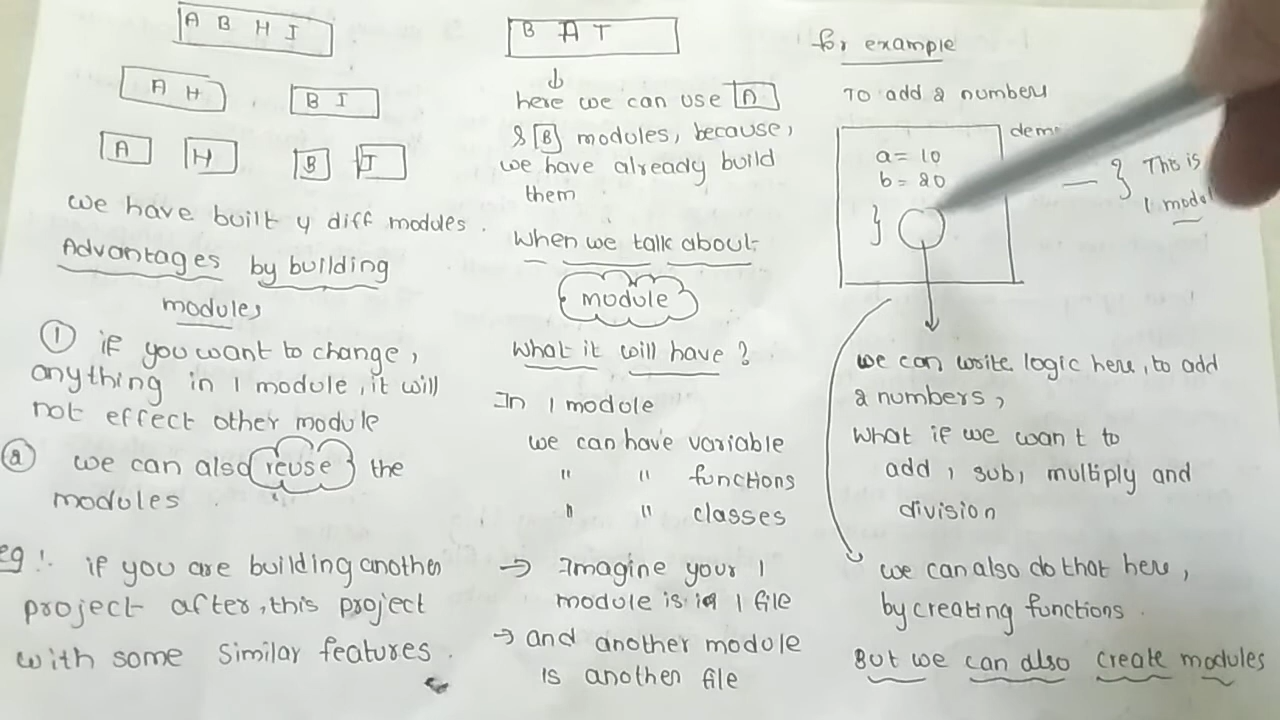 A B H I
A H
B I
A
H
B
I
we have built 4 diff modules.
Advantages by building
modules
① if you want to change,
anything in 1 module, it will
not effect other module
② we can also reuse the
modules.
eg: if you are building another
project after, this project
with some similar features.
B A T
here we can use A
& B modules, because,
we have already build
them
when we talk about
module
what it will have?
In 1 module
we can have variable
" " functions
" " classes
→ Imagine your 1
module is in 1 file
→ and another module
is another file
for example
TO add 2 numbers
a = 10
b = 20
}
— } This is
1
we can write logic here, to add
2 numbers,
what if we want to
add, sub, multiply and
division
we can also do that here,
by creating functions.
But we can also create modules